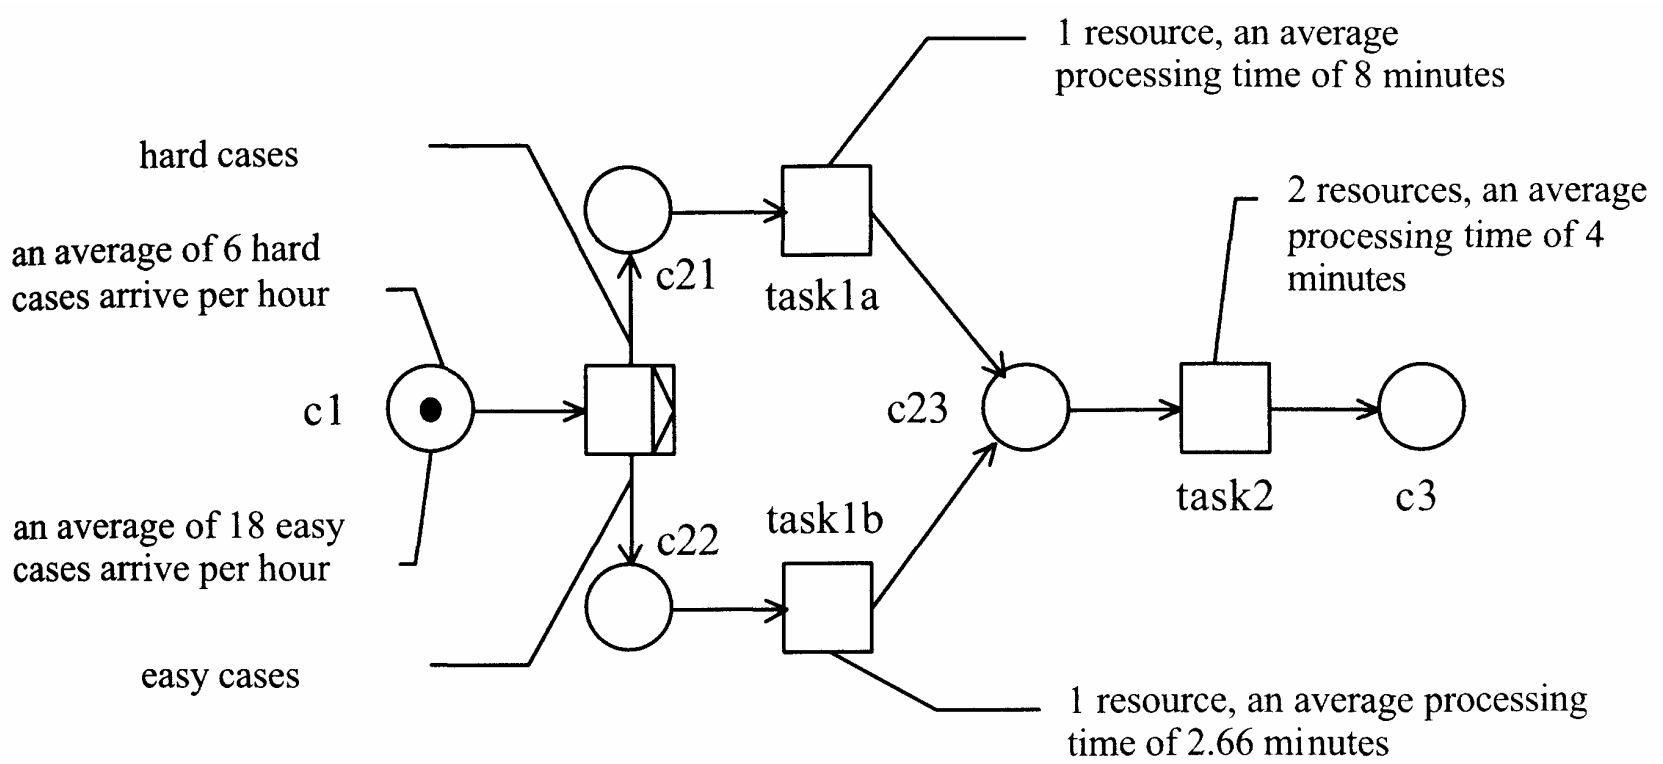 1 resource, an average
processing time of 8 minutes
hard cases
2 resources, an average
processing time of 4
minutes
an average of 6 hard
cases arrive per hour
c21
task1a
c1
c23
task2
c3
an average of 18 easy
cases arrive per hour
task1b
c22
easy cases
1 resource, an average processing
time of 2.66 minutes